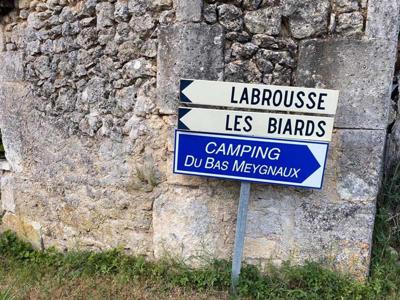 LABROUSSE
LES BIARDS
CAMPING
DU BAS MEYGNAUX